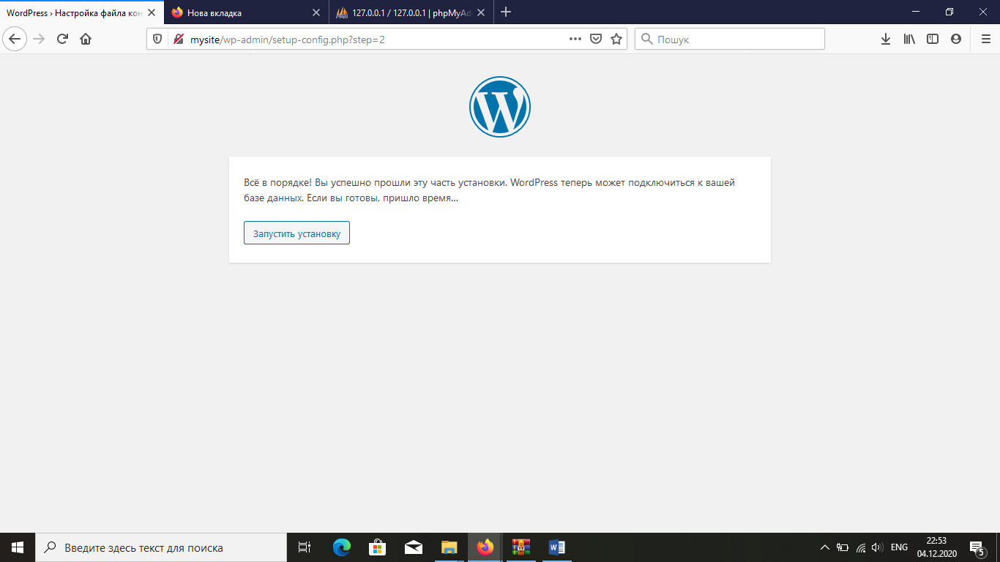 WordPress › Настройка файла кон
Нова вкладка
127.0.0.1 / 127.0.0.1 | phpMyAd
mysite/wp-admin/setup-config.php?step=2
Пошук
Всё в порядке! Вы успешно прошли эту часть установки. WordPress теперь может подключиться к вашей
базе данных. Если вы готовы, пришло время…
Запустить установку
Введите здесь текст для поиска
ENG
22:53
04.12.2020
5